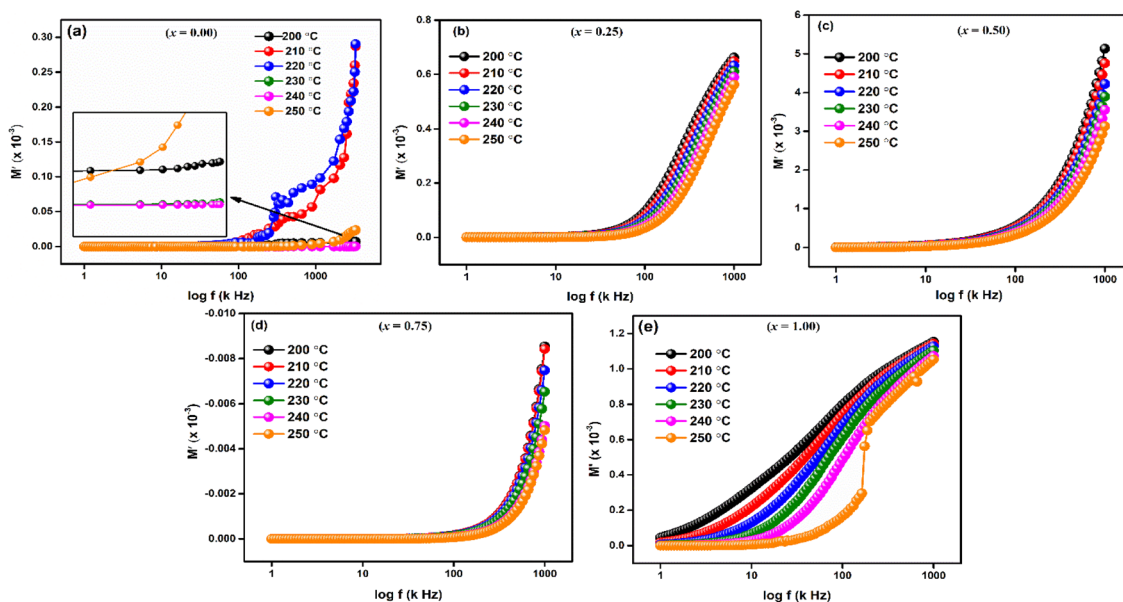 (a)
(x = 0.00)
200 °C
210 °C
220 °C
230 °C
240 °C
250 °C
0.30
0.25
0.20
0.15
0.10
0.05
0.00
M' (x 10-3)
1
10
100
1000
log f (k Hz)
(b)
(x = 0.25)
200 °C
210 °C
220 °C
230 °C
240 °C
250 °C
0.8
0.6
0.4
0.2
0.0
M' (x 10-3)
1
10
100
1000
log f (k Hz)
(c)
(x = 0.50)
200 °C
210 °C
220 °C
230 °C
240 °C
250 °C
6
5
4
3
2
1
0
M' (x 10-3)
1
10
100
1000
log f (k Hz)
(d)
(x = 0.75)
200 °C
210 °C
220 °C
230 °C
240 °C
250 °C
-0.010
-0.008
-0.006
-0.004
-0.002
-0.000
M' (x 10-3)
1
10
100
1000
log f (k Hz)
(e)
(x = 1.00)
200 °C
210 °C
220 °C
230 °C
240 °C
250 °C
1.2
1.0
0.8
0.6
0.4
0.2
0.0
M' (x 10-3)
1
10
100
1000
log f (k Hz)